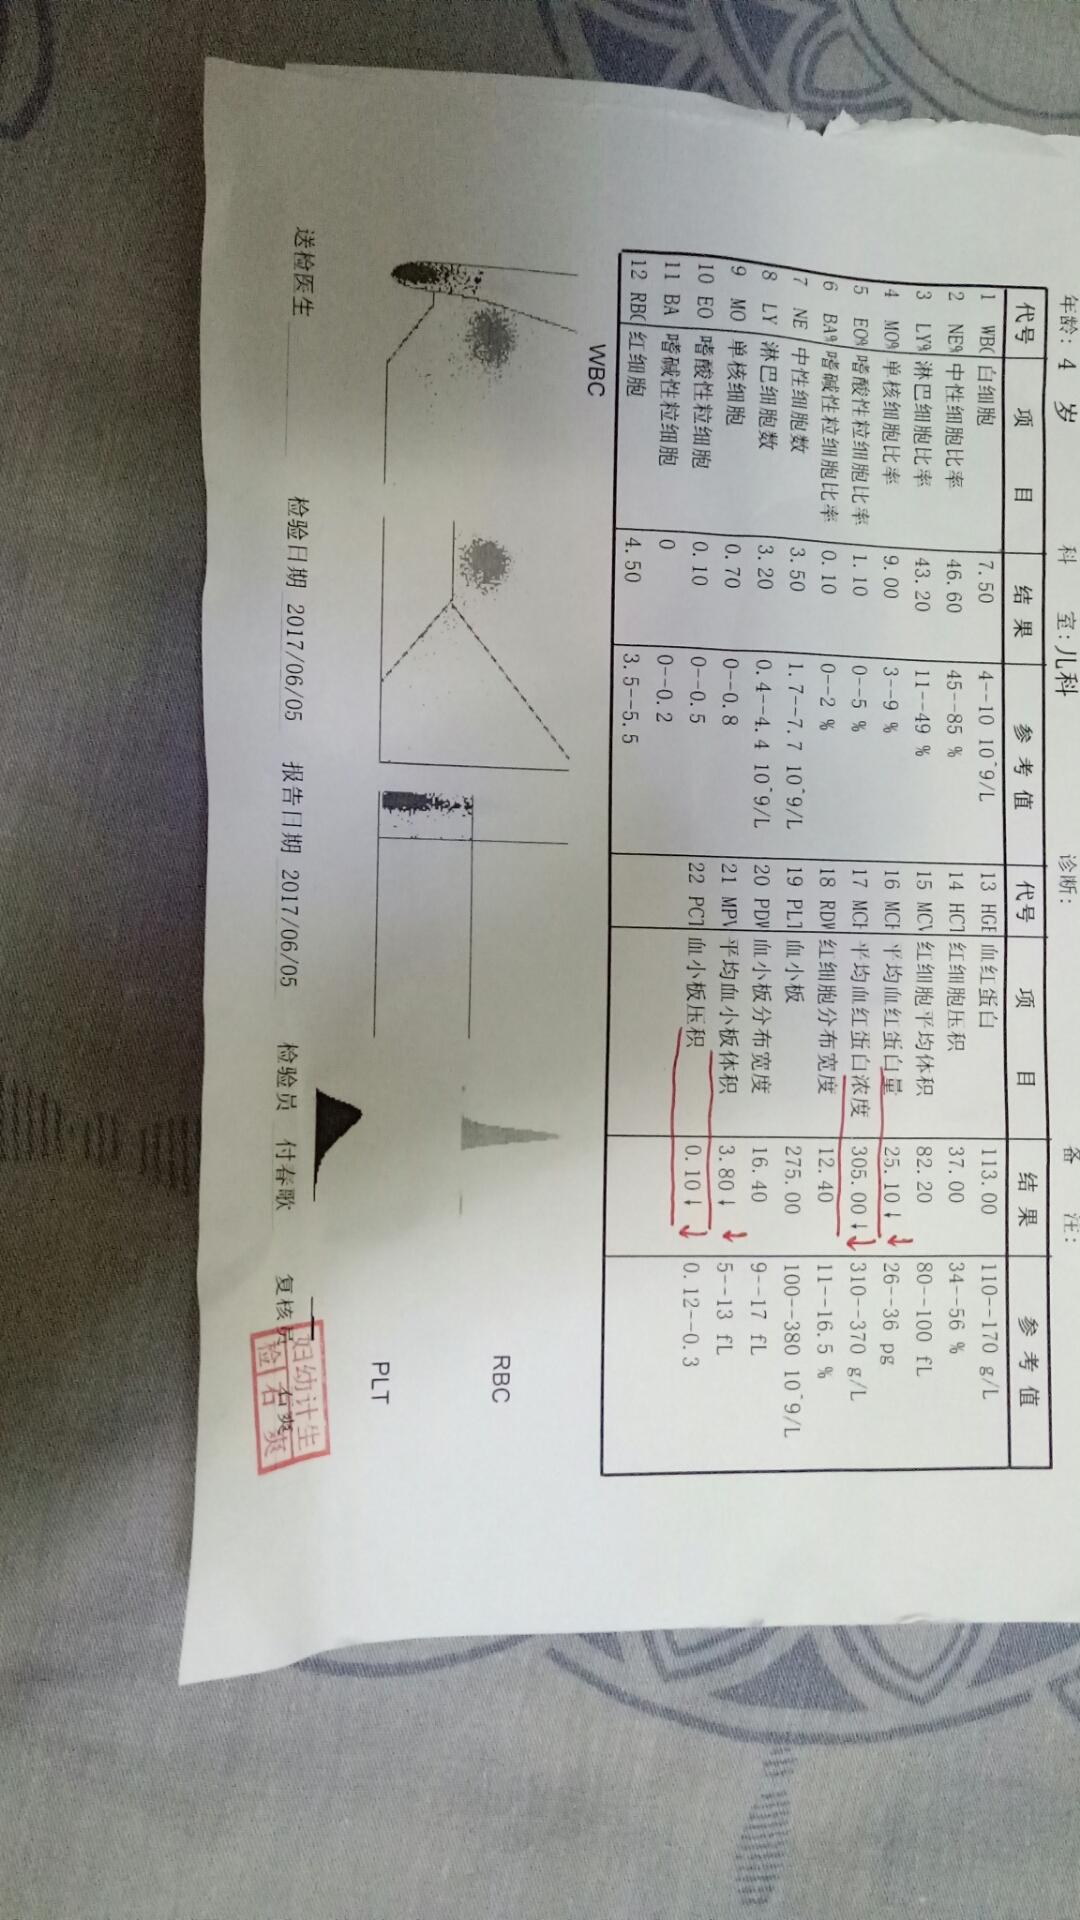 年龄: 4 岁 科 室:儿科 诊断: 备 注:
代号 项 目 结 果 参 考 值 代号 项 目 结 果 参 考 值
1 WBC 白细胞 7.50 4--10 10^9/L 13 HGB 血红蛋白 113.00 110--170 g/L
2 NE% 中性细胞比率 46.60 45--85 % 14 HCT 红细胞压积 37.00 34--56 %
3 LY% 淋巴细胞比率 43.20 11--49 % 15 MCV 红细胞平均体积 82.20 80--100 fL
4 MO% 单核细胞比率 9.00 3--9 % 16 MCH 平均血红蛋白量 25.10↓ ↓ 26--36 pg
5 EO% 嗜酸性粒细胞比率 1.10 0--5 % 17 MCH 平均血红蛋白浓度 305.00↓ ↓ 310--370 g/L
6 BA% 嗜碱性粒细胞比率 0.10 0--2 % 18 RDW 红细胞分布宽度 12.40 11--16.5 %
7 NE 中性细胞数 3.50 1.7--7.7 10^9/L 19 PLT 血小板 275.00 100--380 10^9/L
8 LY 淋巴细胞数 3.20 0.4--4.4 10^9/L 20 PDW 血小板分布宽度 16.40 9--17 fL
9 MO 单核细胞 0.70 0--0.8 21 MPV 平均血小板体积 3.80↓ ↓ 5--13 fL
10 EO 嗜酸性粒细胞 0.10 0--0.5 22 PCT 血小板压积 0.10↓ ↓ 0.12--0.3
11 BA 嗜碱性粒细胞 0 0--0.2
12 RBC 红细胞 4.50 3.5--5.5
WBC
RBC
PLT
送检医生 检验日期 2017/06/05 报告日期 2017/06/05 检验员 付春歌 复核员 石爽
妇幼计生
检 石 爽